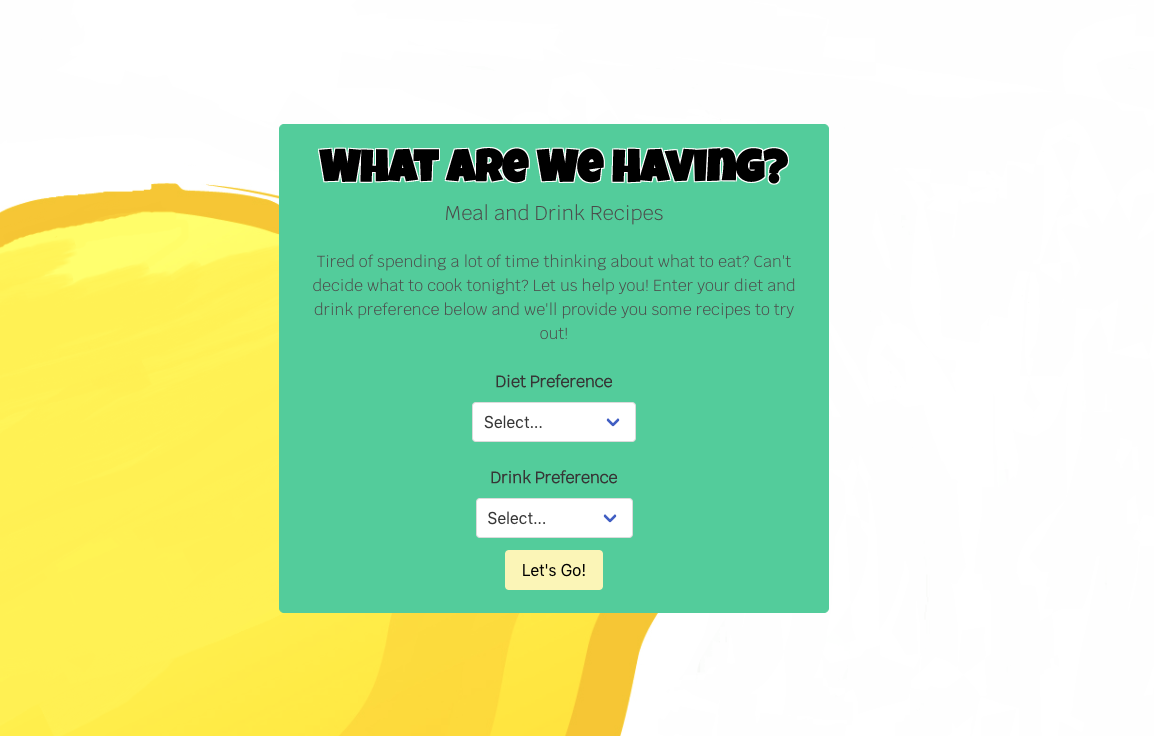 What are we having?
Meal and Drink Recipes
Tired of spending a lot of time thinking about what to eat? Can't
decide what to cook tonight? Let us help you! Enter your diet and
drink preference below and we'll provide you some recipes to try
out!
Diet Preference
Select...
Drink Preference
Select...
Let's Go!